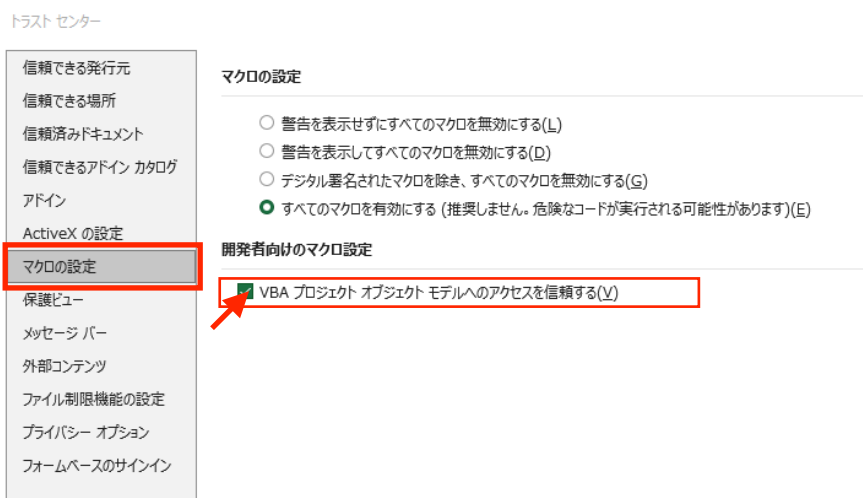 トラスト センター
信頼できる発行元
信頼できる場所
信頼済みドキュメント
信頼できるアドイン カタログ
アドイン
ActiveX の設定
マクロの設定
保護ビュー
メッセージ バー
外部コンテンツ
ファイル制限機能の設定
プライバシー オプション
フォームベースのサインイン
マクロの設定
警告を表示せずにすべてのマクロを無効にする(L)
警告を表示してすべてのマクロを無効にする(D)
デジタル署名されたマクロを除き、すべてのマクロを無効にする(G)
すべてのマクロを有効にする (推奨しません。危険なコードが実行される可能性があります)(E)
開発者向けのマクロ設定
VBA プロジェクト オブジェクト モデルへのアクセスを信頼する(V)